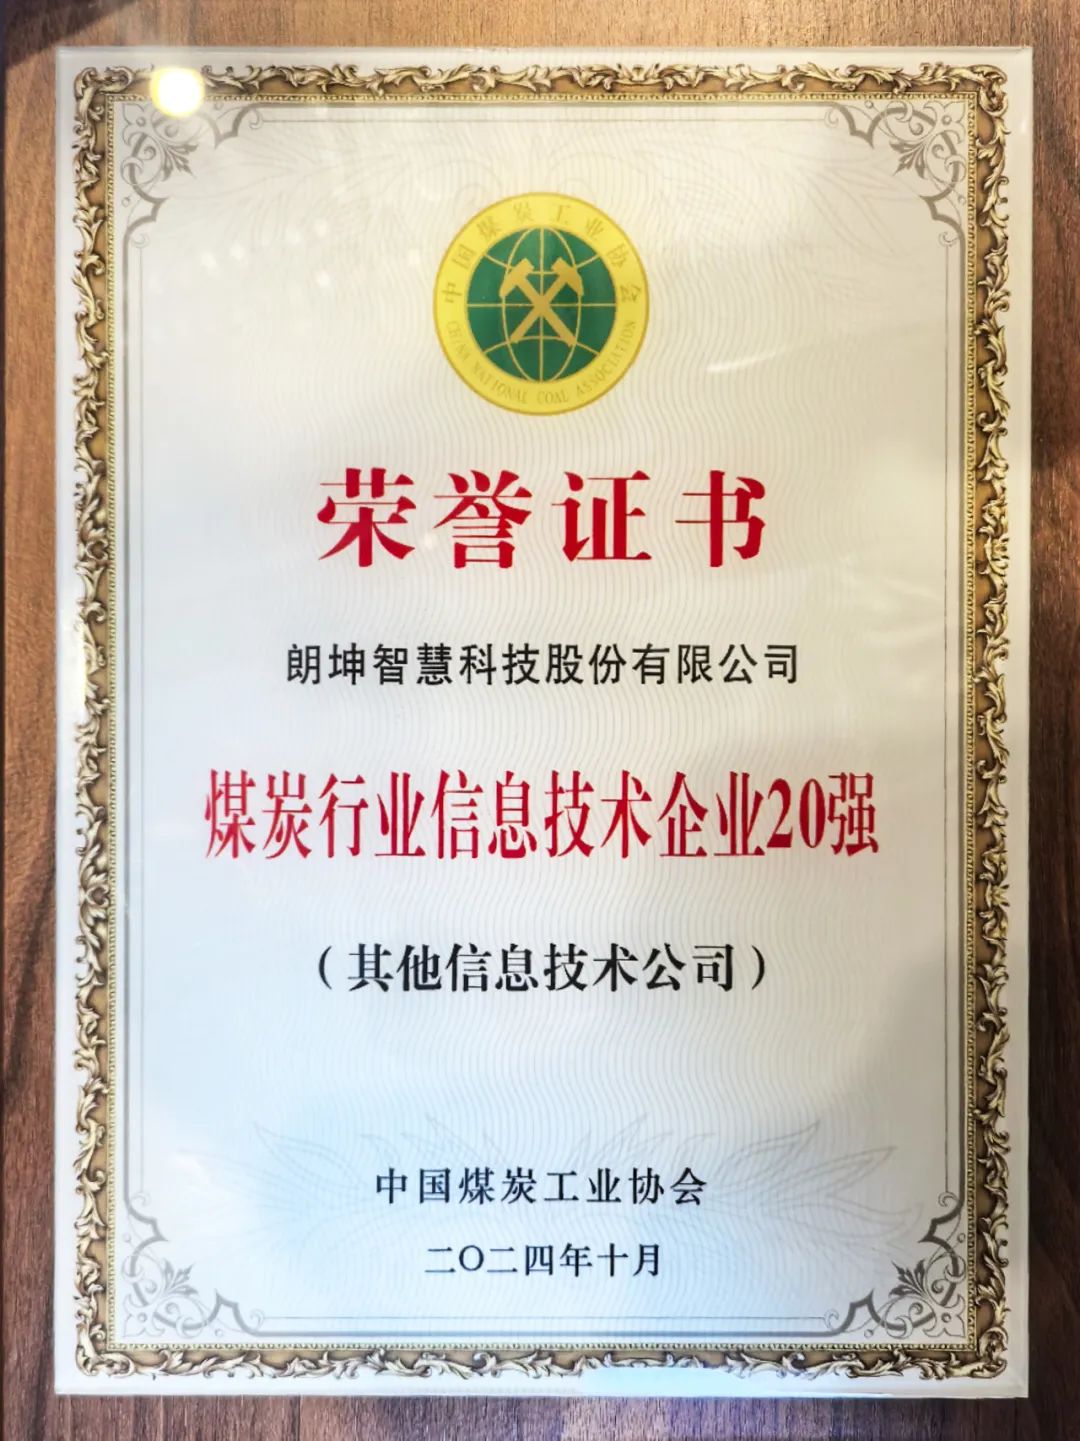 中国煤炭工业协会
CHINA NATIONAL COAL ASSOCIATION
荣誉证书
朗坤智慧科技股份有限公司
煤炭行业信息技术企业20强
（其他信息技术公司）
中国煤炭工业协会
二〇二四年十月